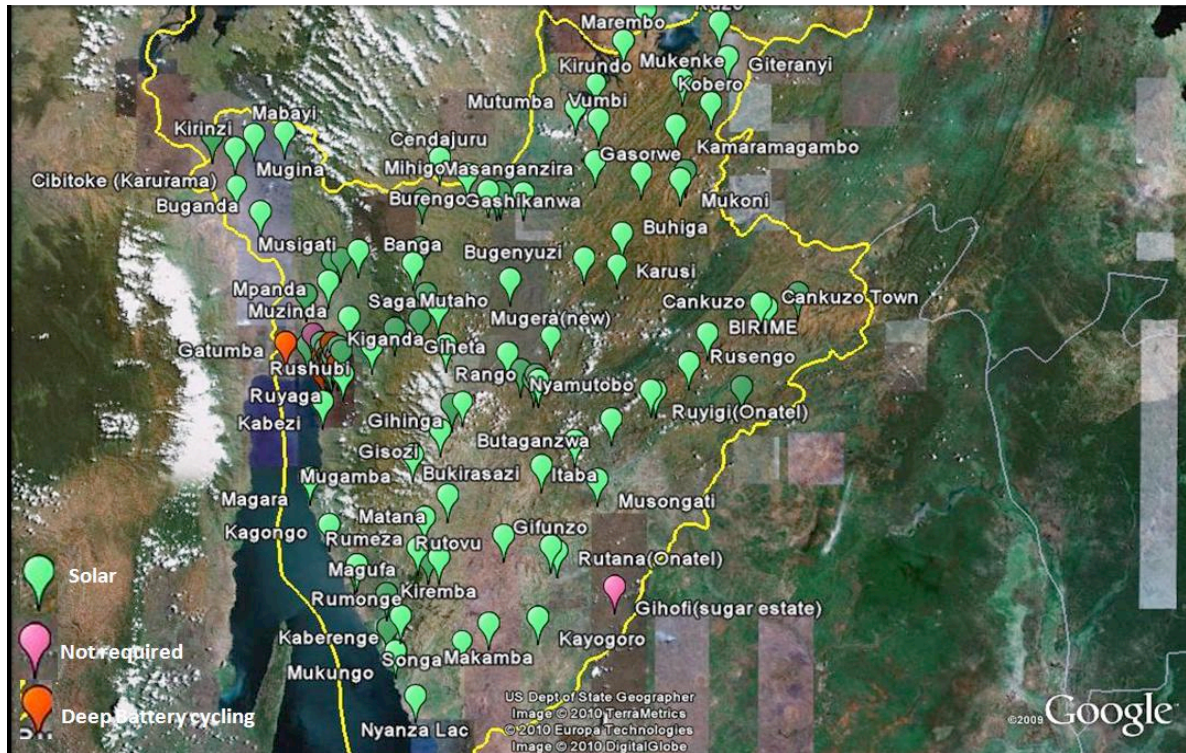 Marembo
Kirundo
Mukenke
Giteranyi
Kobero
Mutumba
Vumbi
Mabayi
Kirinzi
Cendajuru
Kamaramagambo
Gasorwe
Mugina
Mihigo
Masanganzira
Cibitoke (Karurama)
Burengo
Gashikanwa
Mukoni
Buganda
Buhiga
Musigati
Banga
Bugenyuzi
Karusi
Mpanda
Saga
Mutaho
Cankuzo
Cankuzo Town
Muzinda
Mugera(new)
BIRIME
Kiganda
Gatumba
Giheta
Rusengo
Rushubi
Rango
Nyamutobo
Ruyaga
Ruyigi(Onatel)
Kabezi
Gihinga
Butaganzwa
Gisozi
Mugamba
Bukirasazi
Itaba
Magara
Musongati
Matana
Kagongo
Rumeza
Rutovu
Gifunzo
Rutana(Onatel)
Magufa
Solar
Rumonge
Kiremba
Gihofi(sugar estate)
Kaberenge
Kayogoro
Not required
Songa
Makamba
Mukungo
Deep Battery cycling
Nyanza Lac
US Dept of State Geographer
Image © 2010 TerraMetrics
© 2010 Europa Technologies
Image © 2010 DigitalGlobe
©2009 Google™